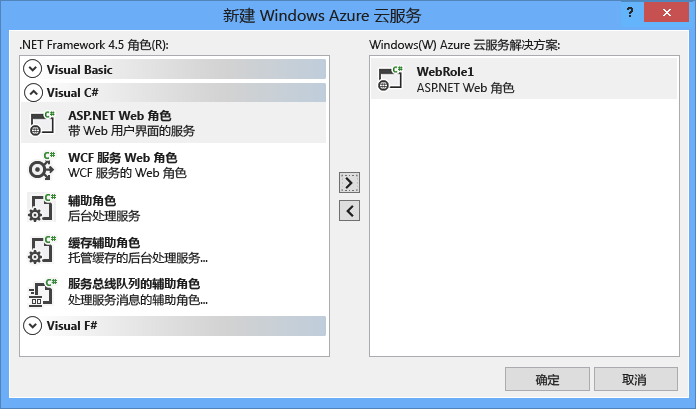 新建 Windows Azure 云服务
?
.NET Framework 4.5 角色(R):
Windows(W) Azure 云服务解决方案:
Visual Basic
Visual C#
C#
ASP.NET Web 角色
带 Web 用户界面的服务
C#
WCF 服务 Web 角色
WCF 服务的 Web 角色
C#
辅助角色
后台处理服务
C#
缓存辅助角色
托管缓存的后台处理服务...
C#
服务总线队列的辅助角色
处理服务消息的辅助角色...
Visual F#
C#
WebRole1
ASP.NET Web 角色
确定
取消